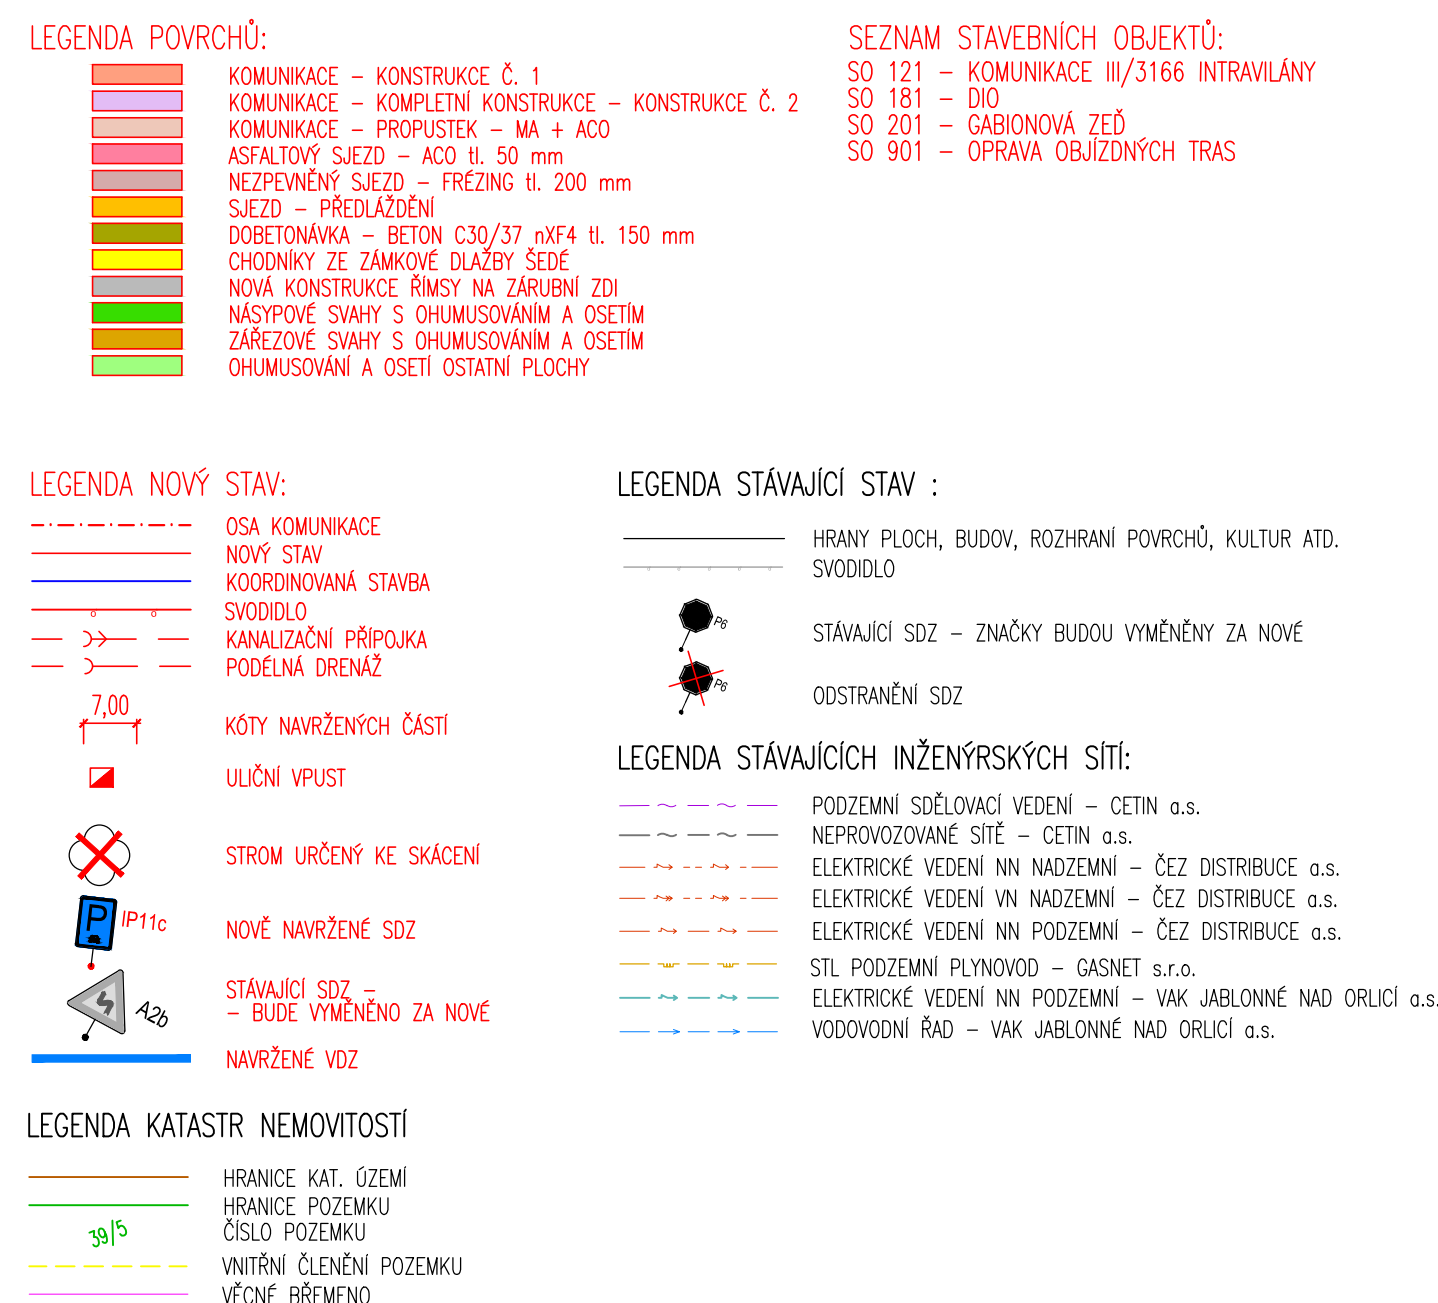 LEGENDA POVRCHŮ:
KOMUNIKACE – KONSTRUKCE Č. 1
KOMUNIKACE – KOMPLETNÍ KONSTRUKCE – KONSTRUKCE Č. 2
KOMUNIKACE – PROPUSTEK – MA + ACO
ASFALTOVÝ SJEZD – ACO tl. 50 mm
NEZPEVNĚNÝ SJEZD – FRÉZING tl. 200 mm
SJEZD – PŘEDLÁŽDĚNÍ
DOBETONÁVKA – BETON C30/37 nXF4 tl. 150 mm
CHODNÍKY ZE ZÁMKOVÉ DLAŽBY ŠEDÉ
NOVÁ KONSTRUKCE ŘÍMSY NA ZÁRUBNÍ ZDI
NÁSYPOVÉ SVAHY S OHUMUSOVÁNÍM A OSETÍM
ZÁŘEZOVÉ SVAHY S OHUMUSOVÁNÍM A OSETÍM
OHUMUSOVÁNÍ A OSETÍ OSTATNÍ PLOCHY
SEZNAM STAVEBNÍCH OBJEKTŮ:
SO 121 – KOMUNIKACE III/3166 INTRAVILÁNY
SO 181 – DIO
SO 201 – GABIONOVÁ ZEĎ
SO 901 – OPRAVA OBJÍZDNÝCH TRAS
LEGENDA NOVÝ STAV:
OSA KOMUNIKACE
NOVÝ STAV
KOORDINOVANÁ STAVBA
SVODIDLO
KANALIZAČNÍ PŘÍPOJKA
PODÉLNÁ DRENÁŽ
7,00
KÓTY NAVRŽENÝCH ČÁSTÍ
ULIČNÍ VPUST
STROM URČENÝ KE SKÁCENÍ
P
IP11c
NOVĚ NAVRŽENÉ SDZ
A2b
STÁVAJÍCÍ SDZ –
– BUDE VYMĚNĚNO ZA NOVÉ
NAVRŽENÉ VDZ
LEGENDA STÁVAJÍCÍ STAV :
HRANY PLOCH, BUDOV, ROZHRANÍ POVRCHŮ, KULTUR ATD.
SVODIDLO
P6
STÁVAJÍCÍ SDZ – ZNAČKY BUDOU VYMĚNĚNY ZA NOVÉ
P6
ODSTRANĚNÍ SDZ
LEGENDA STÁVAJÍCÍCH INŽENÝRSKÝCH SÍTÍ:
PODZEMNÍ SDĚLOVACÍ VEDENÍ – CETIN a.s.
NEPROVOZOVANÉ SÍTĚ – CETIN a.s.
ELEKTRICKÉ VEDENÍ NN NADZEMNÍ – ČEZ DISTRIBUCE a.s.
ELEKTRICKÉ VEDENÍ VN NADZEMNÍ – ČEZ DISTRIBUCE a.s.
ELEKTRICKÉ VEDENÍ NN PODZEMNÍ – ČEZ DISTRIBUCE a.s.
STL PODZEMNÍ PLYNOVOD – GASNET s.r.o.
ELEKTRICKÉ VEDENÍ NN PODZEMNÍ – VAK JABLONNÉ NAD ORLICÍ a.s.
VODOVODNÍ ŘAD – VAK JABLONNÉ NAD ORLICÍ a.s.
LEGENDA KATASTR NEMOVITOSTÍ
HRANICE KAT. ÚZEMÍ
HRANICE POZEMKU
39/5
ČÍSLO POZEMKU
VNITŘNÍ ČLENĚNÍ POZEMKU
VĚCNÉ BŘEMENO